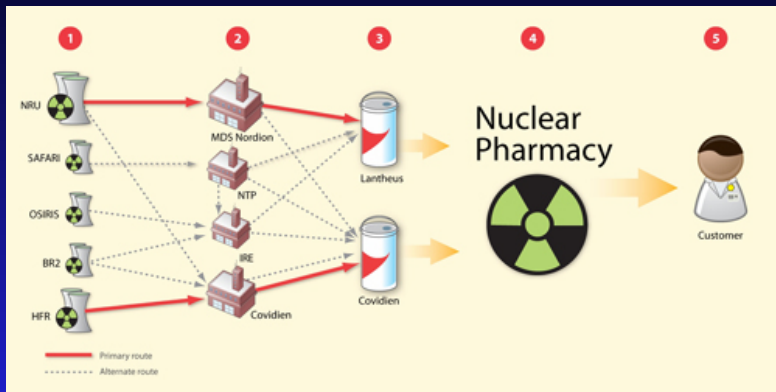 1
2
3
4
5
NRU
SAFARI
OSIRIS
BR2
HFR
MDS Nordion
NTP
IRE
Covidien
Lantheus
Covidien
Nuclear
Pharmacy
Customer
Primary route
Alternate route